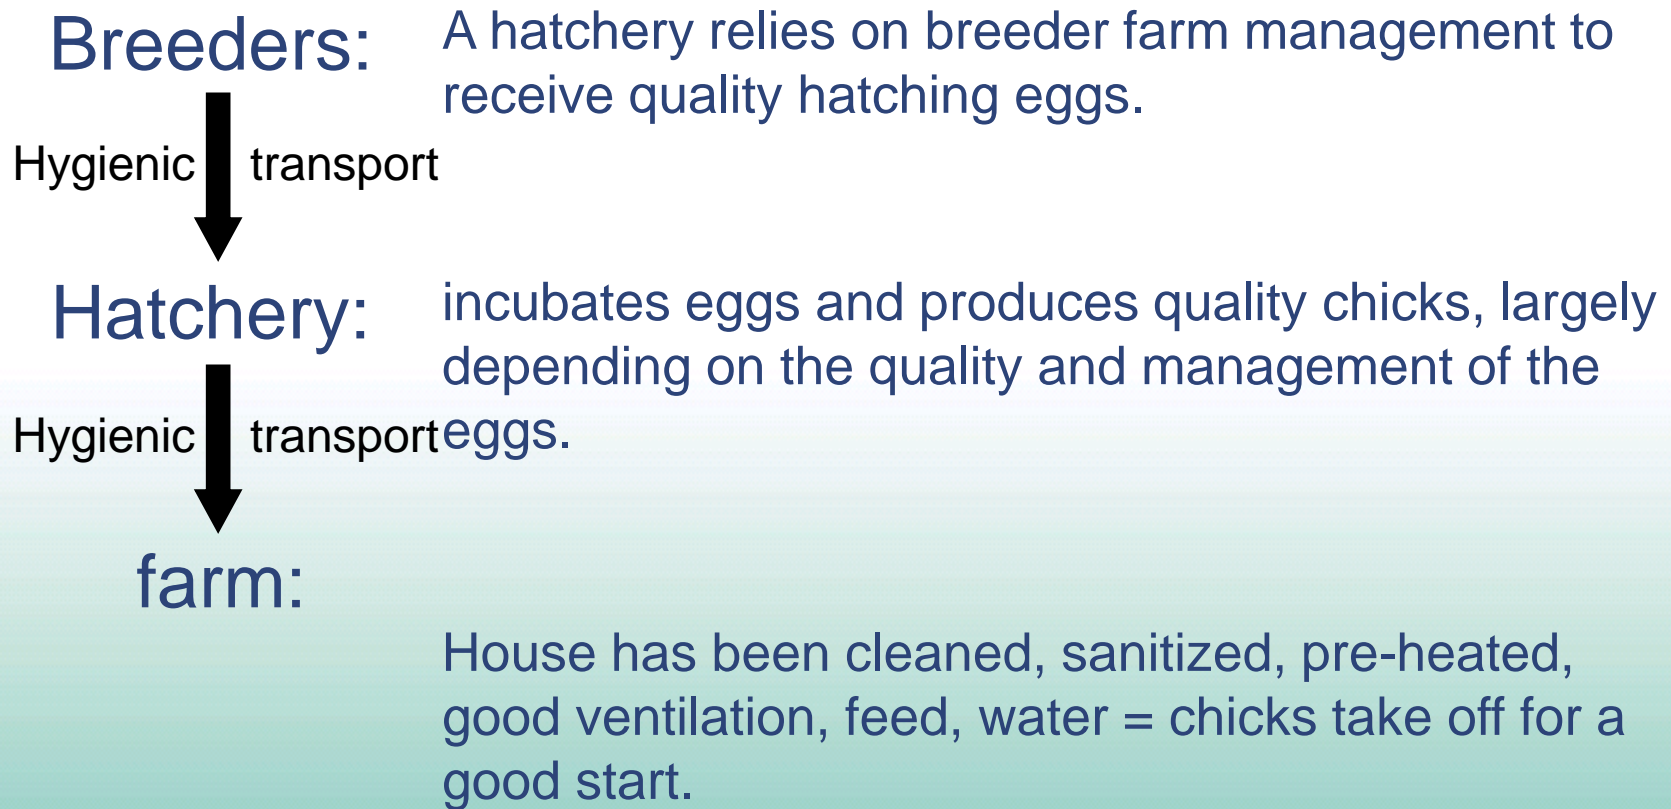 Breeders:
A hatchery relies on breeder farm management to
receive quality hatching eggs.
Hygienic transport
Hatchery:
incubates eggs and produces quality chicks, largely
depending on the quality and management of the
eggs.
Hygienic transport
farm:
House has been cleaned, sanitized, pre-heated,
good ventilation, feed, water = chicks take off for a
good start.